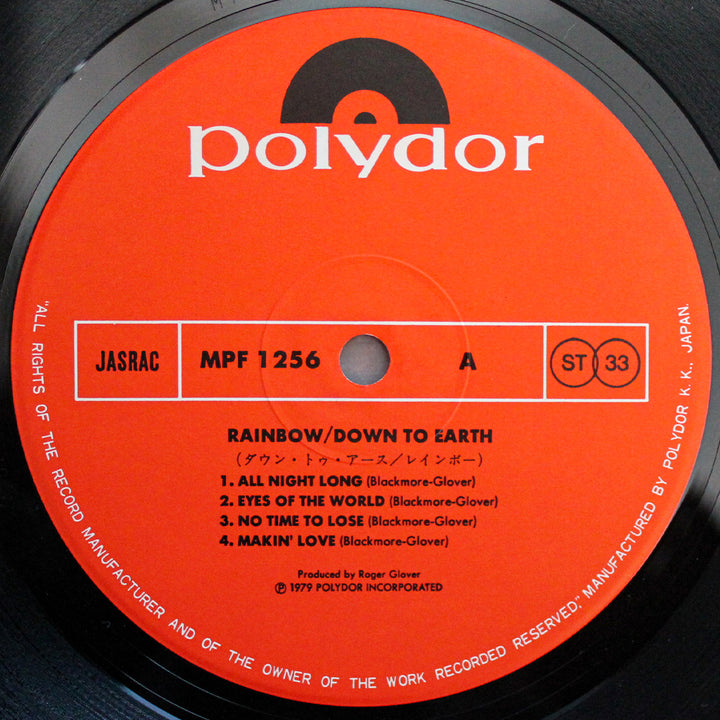 polydor
JASRAC
MPF 1256
A
ST 33
RAINBOW/DOWN TO EARTH
(ダウン・トゥ・アース/レインボー)
1. ALL NIGHT LONG (Blackmore-Glover)
2. EYES OF THE WORLD (Blackmore-Glover)
3. NO TIME TO LOSE (Blackmore-Glover)
4. MAKIN' LOVE (Blackmore-Glover)
Produced by Roger Glover
℗ 1979 POLYDOR INCORPORATED
"ALL RIGHTS OF THE RECORD MANUFACTURER AND OF THE OWNER OF THE WORK RECORDED RESERVED," MANUFACTURED BY POLYDOR K.K., JAPAN.